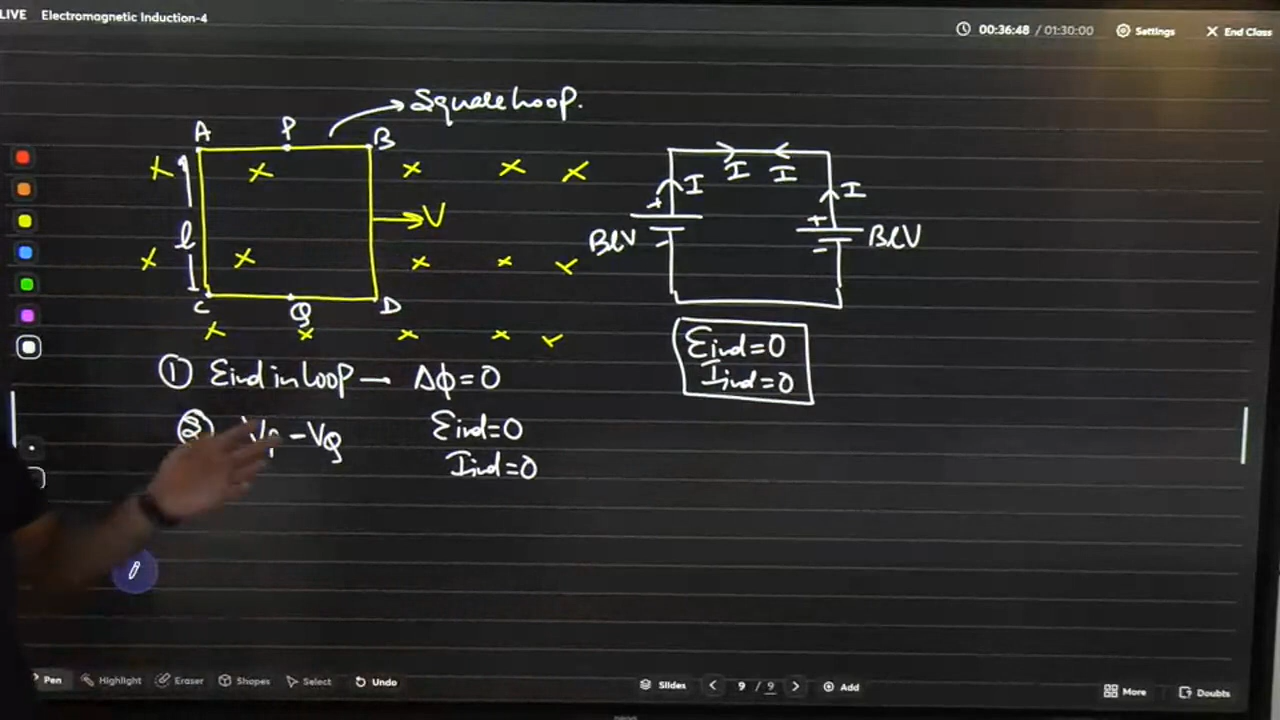 LIVE Electromagnetic Induction-4
00:36:48 / 01:30:00 Settings End Class
Square Loop.
A P B
V
l
C Q D
I I
I I
+ +
- -
BlV BlV
① Eind in loop — Δφ=0
Eind=0
Iind=0
② -VQ
Eind=0
Iind=0
Pen Highlight Eraser Shapes Select Undo
Slides 9 / 9 Add
More Doubts